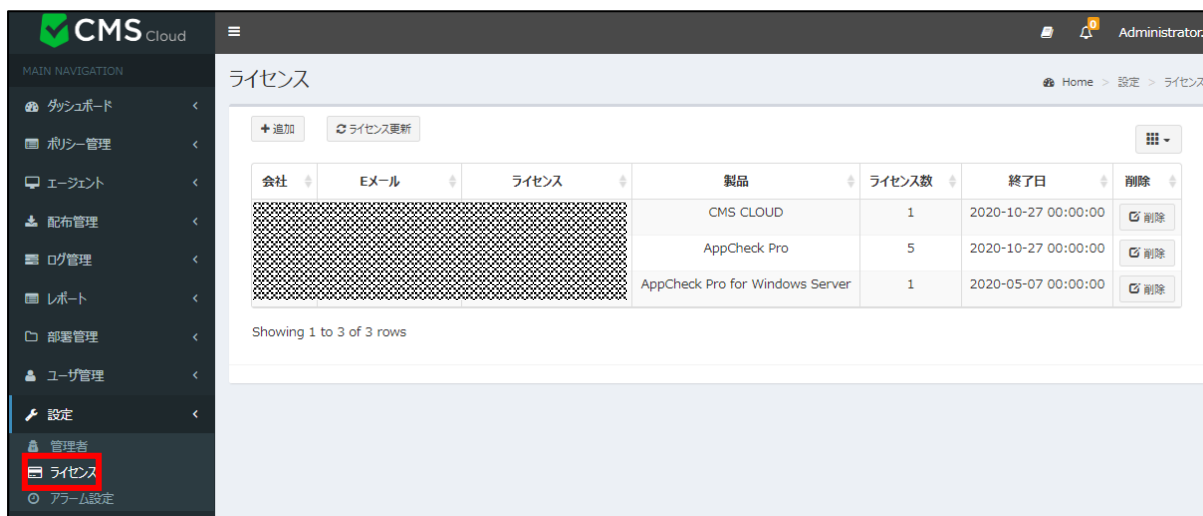 CMS Cloud
0
Administrator
MAIN NAVIGATION
ダッシュボード
ポリシー管理
エージェント
配布管理
ログ管理
レポート
部署管理
ユーザ管理
設定
管理者
ライセンス
アラーム設定
ライセンス
Home > 設定 > ライセンス
追加 ライセンス更新
会社 Eメール ライセンス 製品 ライセンス数 終了日 削除
CMS CLOUD 1 2020-10-27 00:00:00 削除
AppCheck Pro 5 2020-10-27 00:00:00 削除
AppCheck Pro for Windows Server 1 2020-05-07 00:00:00 削除
Showing 1 to 3 of 3 rows